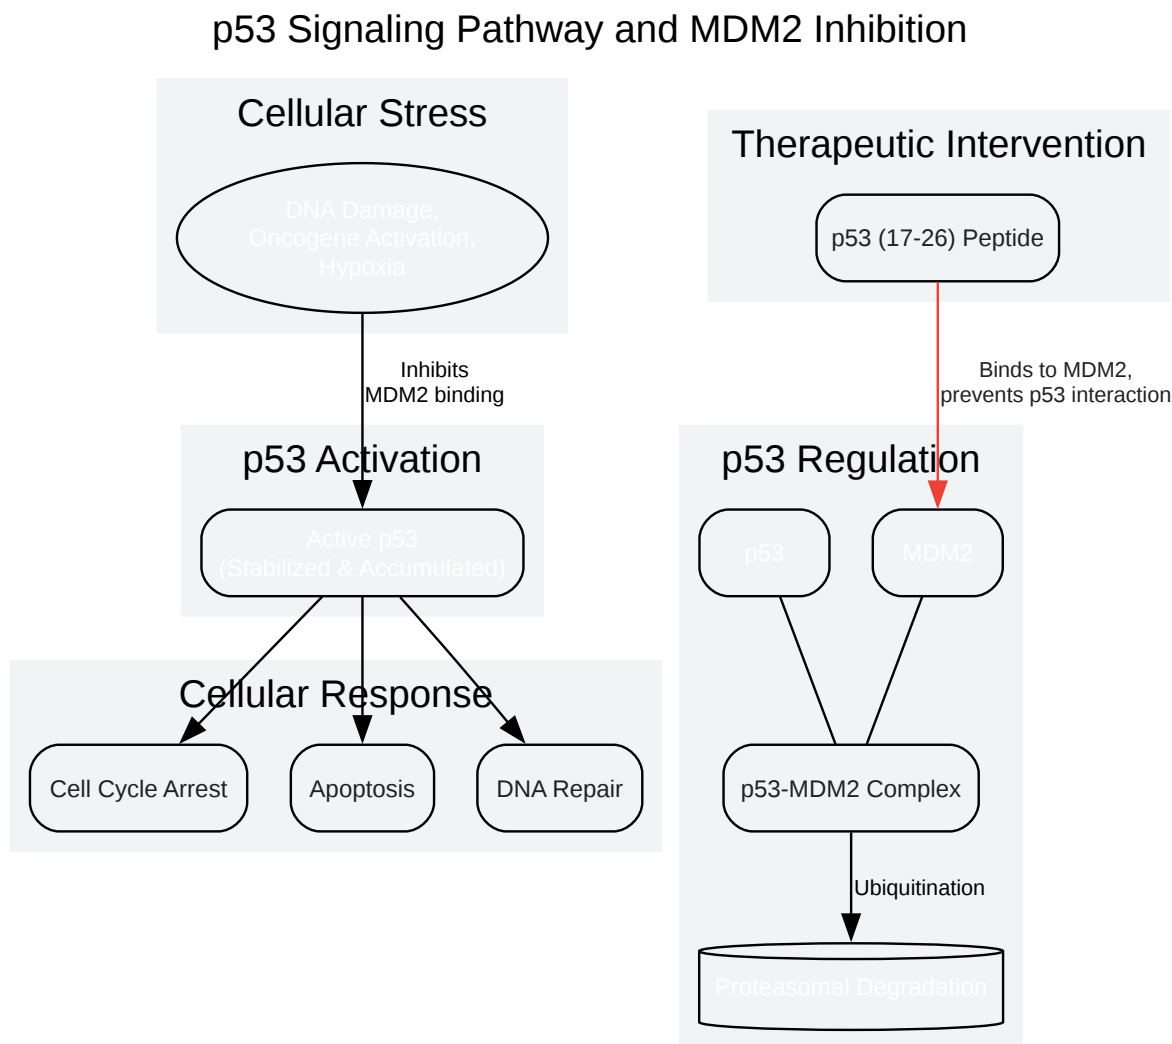 p53 Signaling Pathway and MDM2 Inhibition
Cellular Stress
DNA Damage,
Oncogene Activation,
Hypoxia
Inhibits
MDM2 binding
p53 Activation
Active p53
(Stabilized & Accumulated)
Cellular Response
Cell Cycle Arrest
Apoptosis
DNA Repair
Therapeutic Intervention
p53 (17-26) Peptide
Binds to MDM2,
prevents p53 interaction
p53 Regulation
p53
MDM2
p53-MDM2 Complex
Ubiquitination
Proteasomal Degradation